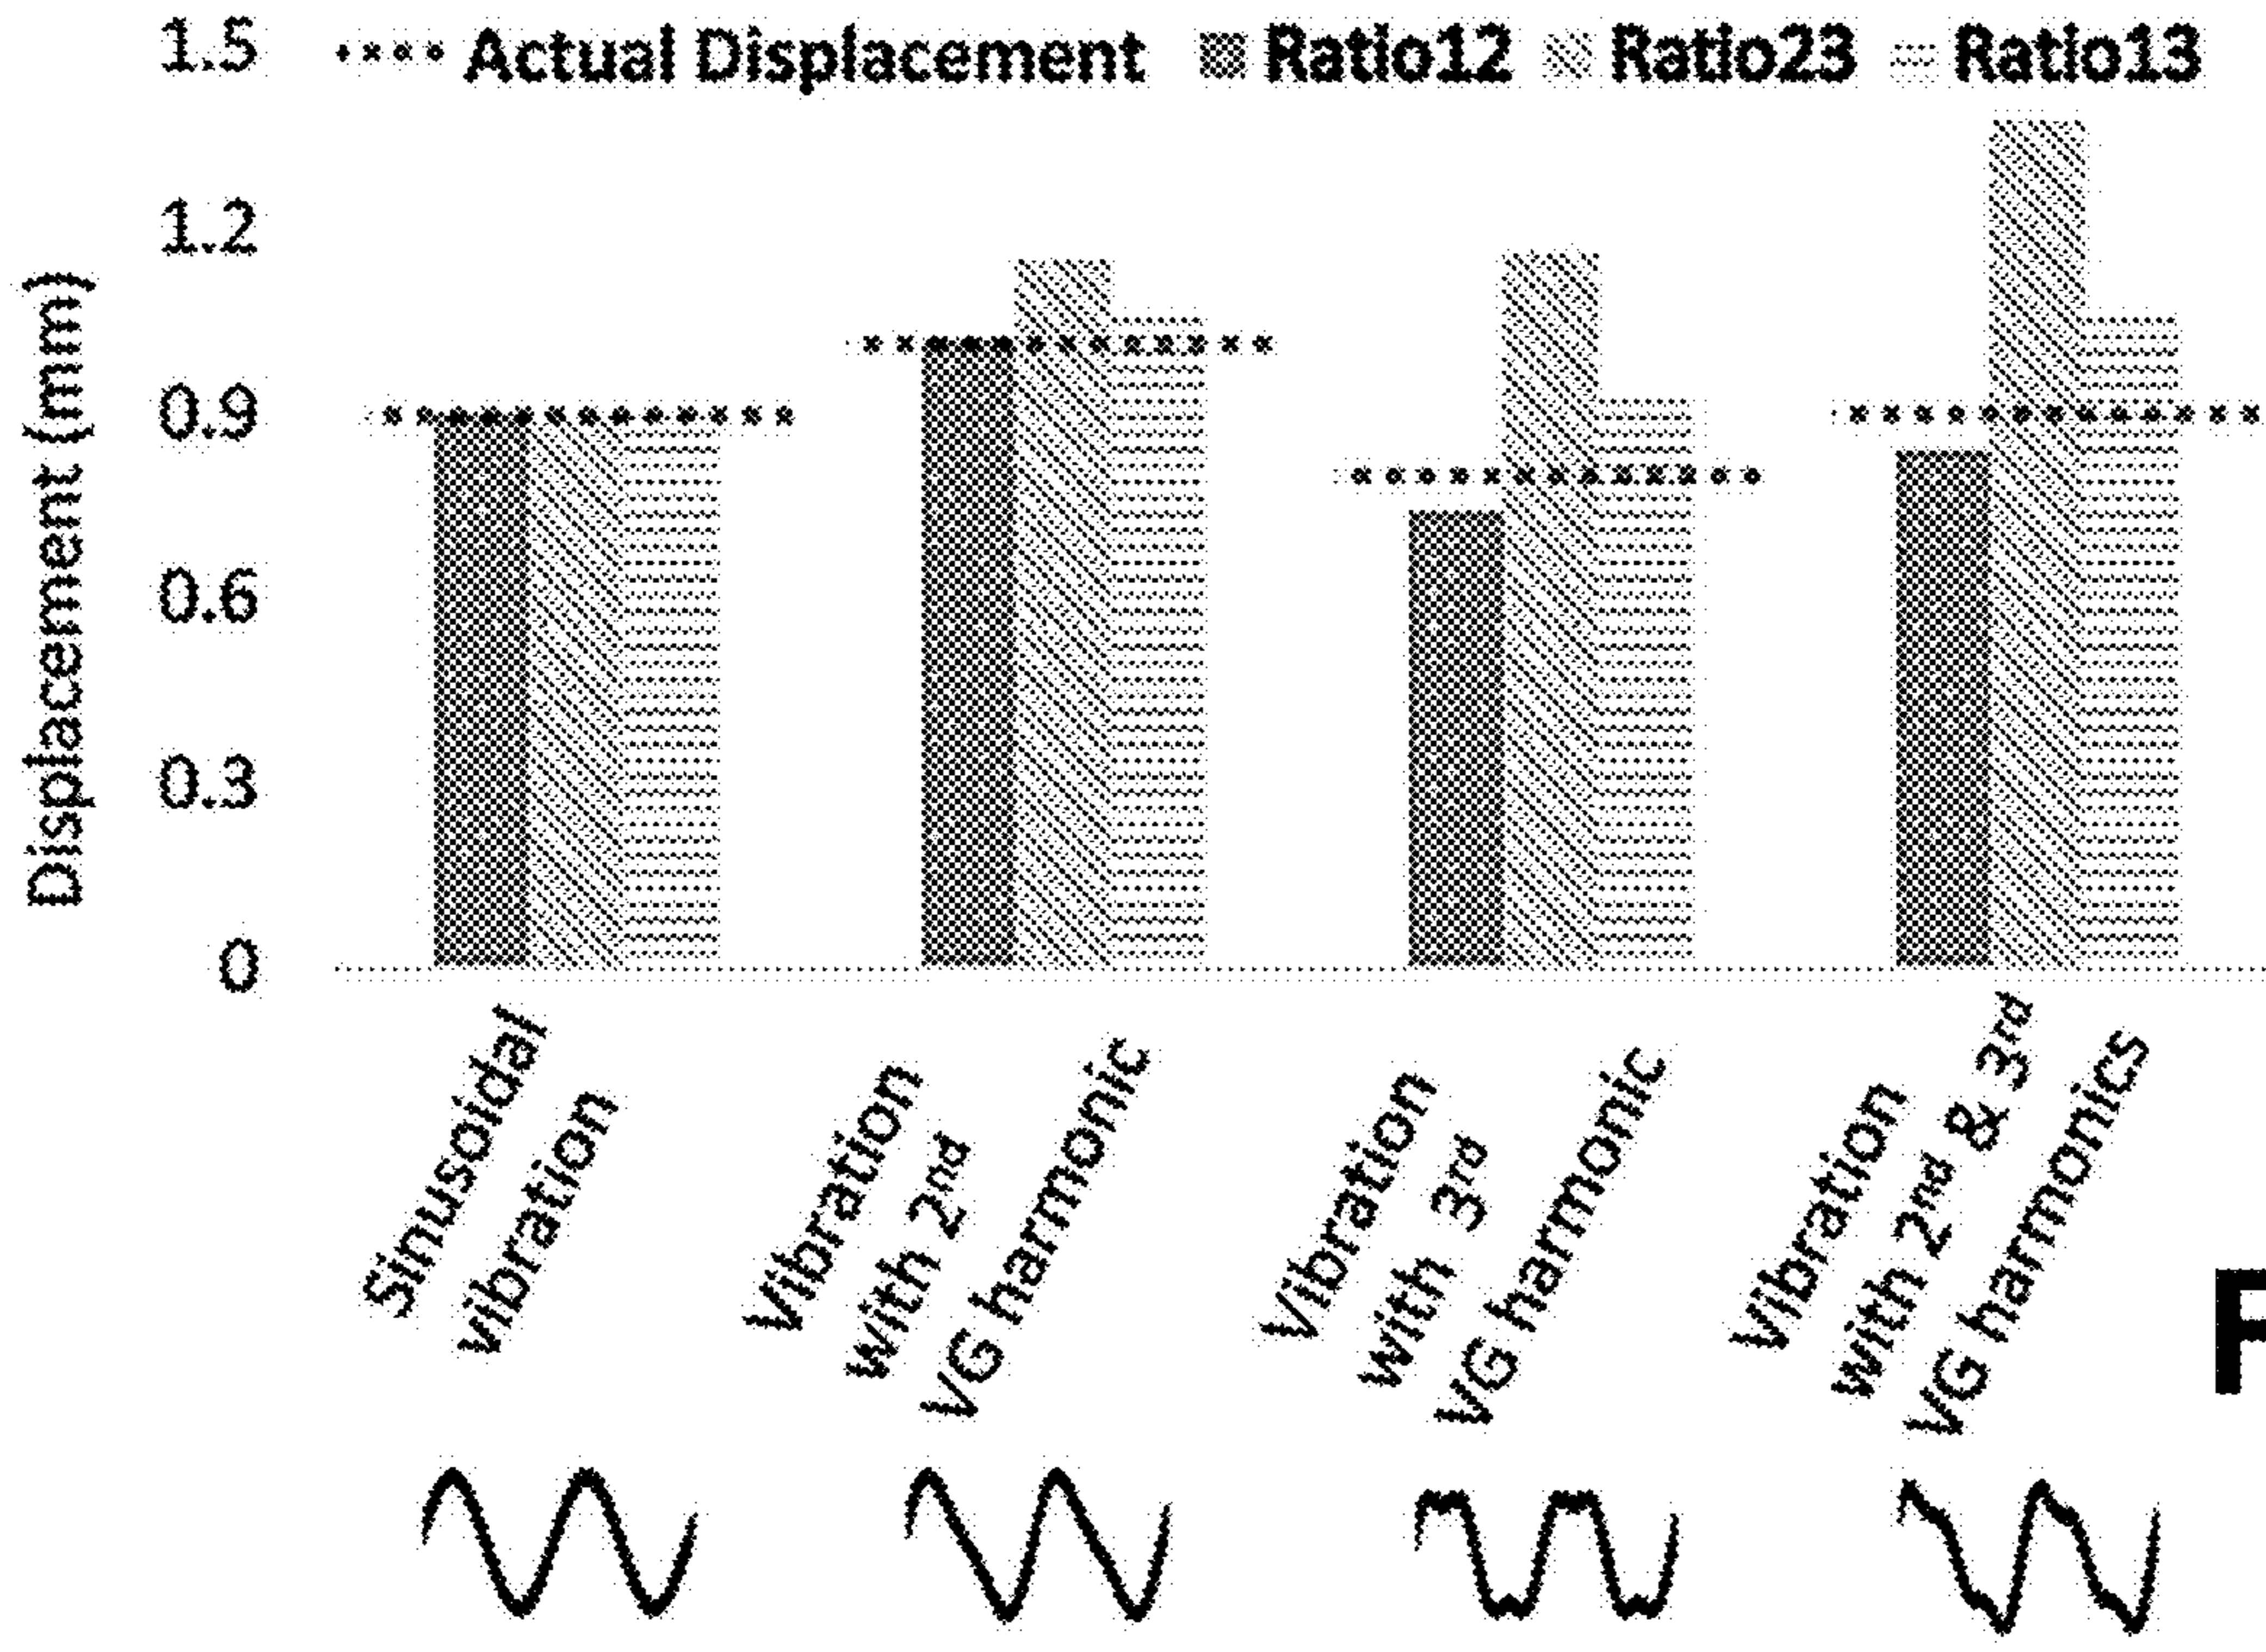 1.5 Actual Displacement Ratio12 Ratio23 Ratio13
1.2
0.9
0.6
0.3
0
Displacement (mm)
Sinusoidal
vibration
Vibration
with 2nd
VG harmonic
Vibration
with 3rd
VG harmonic
Vibration
with 2nd & 3rd
VG harmonics